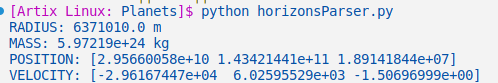 [Artix Linux: Planets]$ python horizonsParser.py
RADIUS: 6371010.0 m
MASS: 5.97219e+24 kg
POSITION: [2.95660058e+10 1.43421441e+11 1.89141844e+07]
VELOCITY: [-2.96167447e+04  6.02595529e+03 -1.50696999e+00]